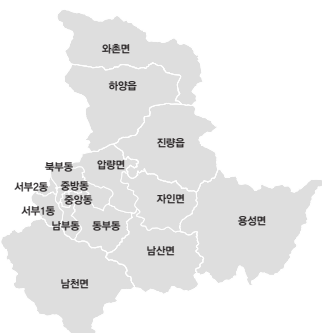 와촌면
하양읍
진량읍
북부동
압량면
서부2동
중방동
중앙동
자인면
서부1동
남부동
동부동
용성면
남산면
남천면